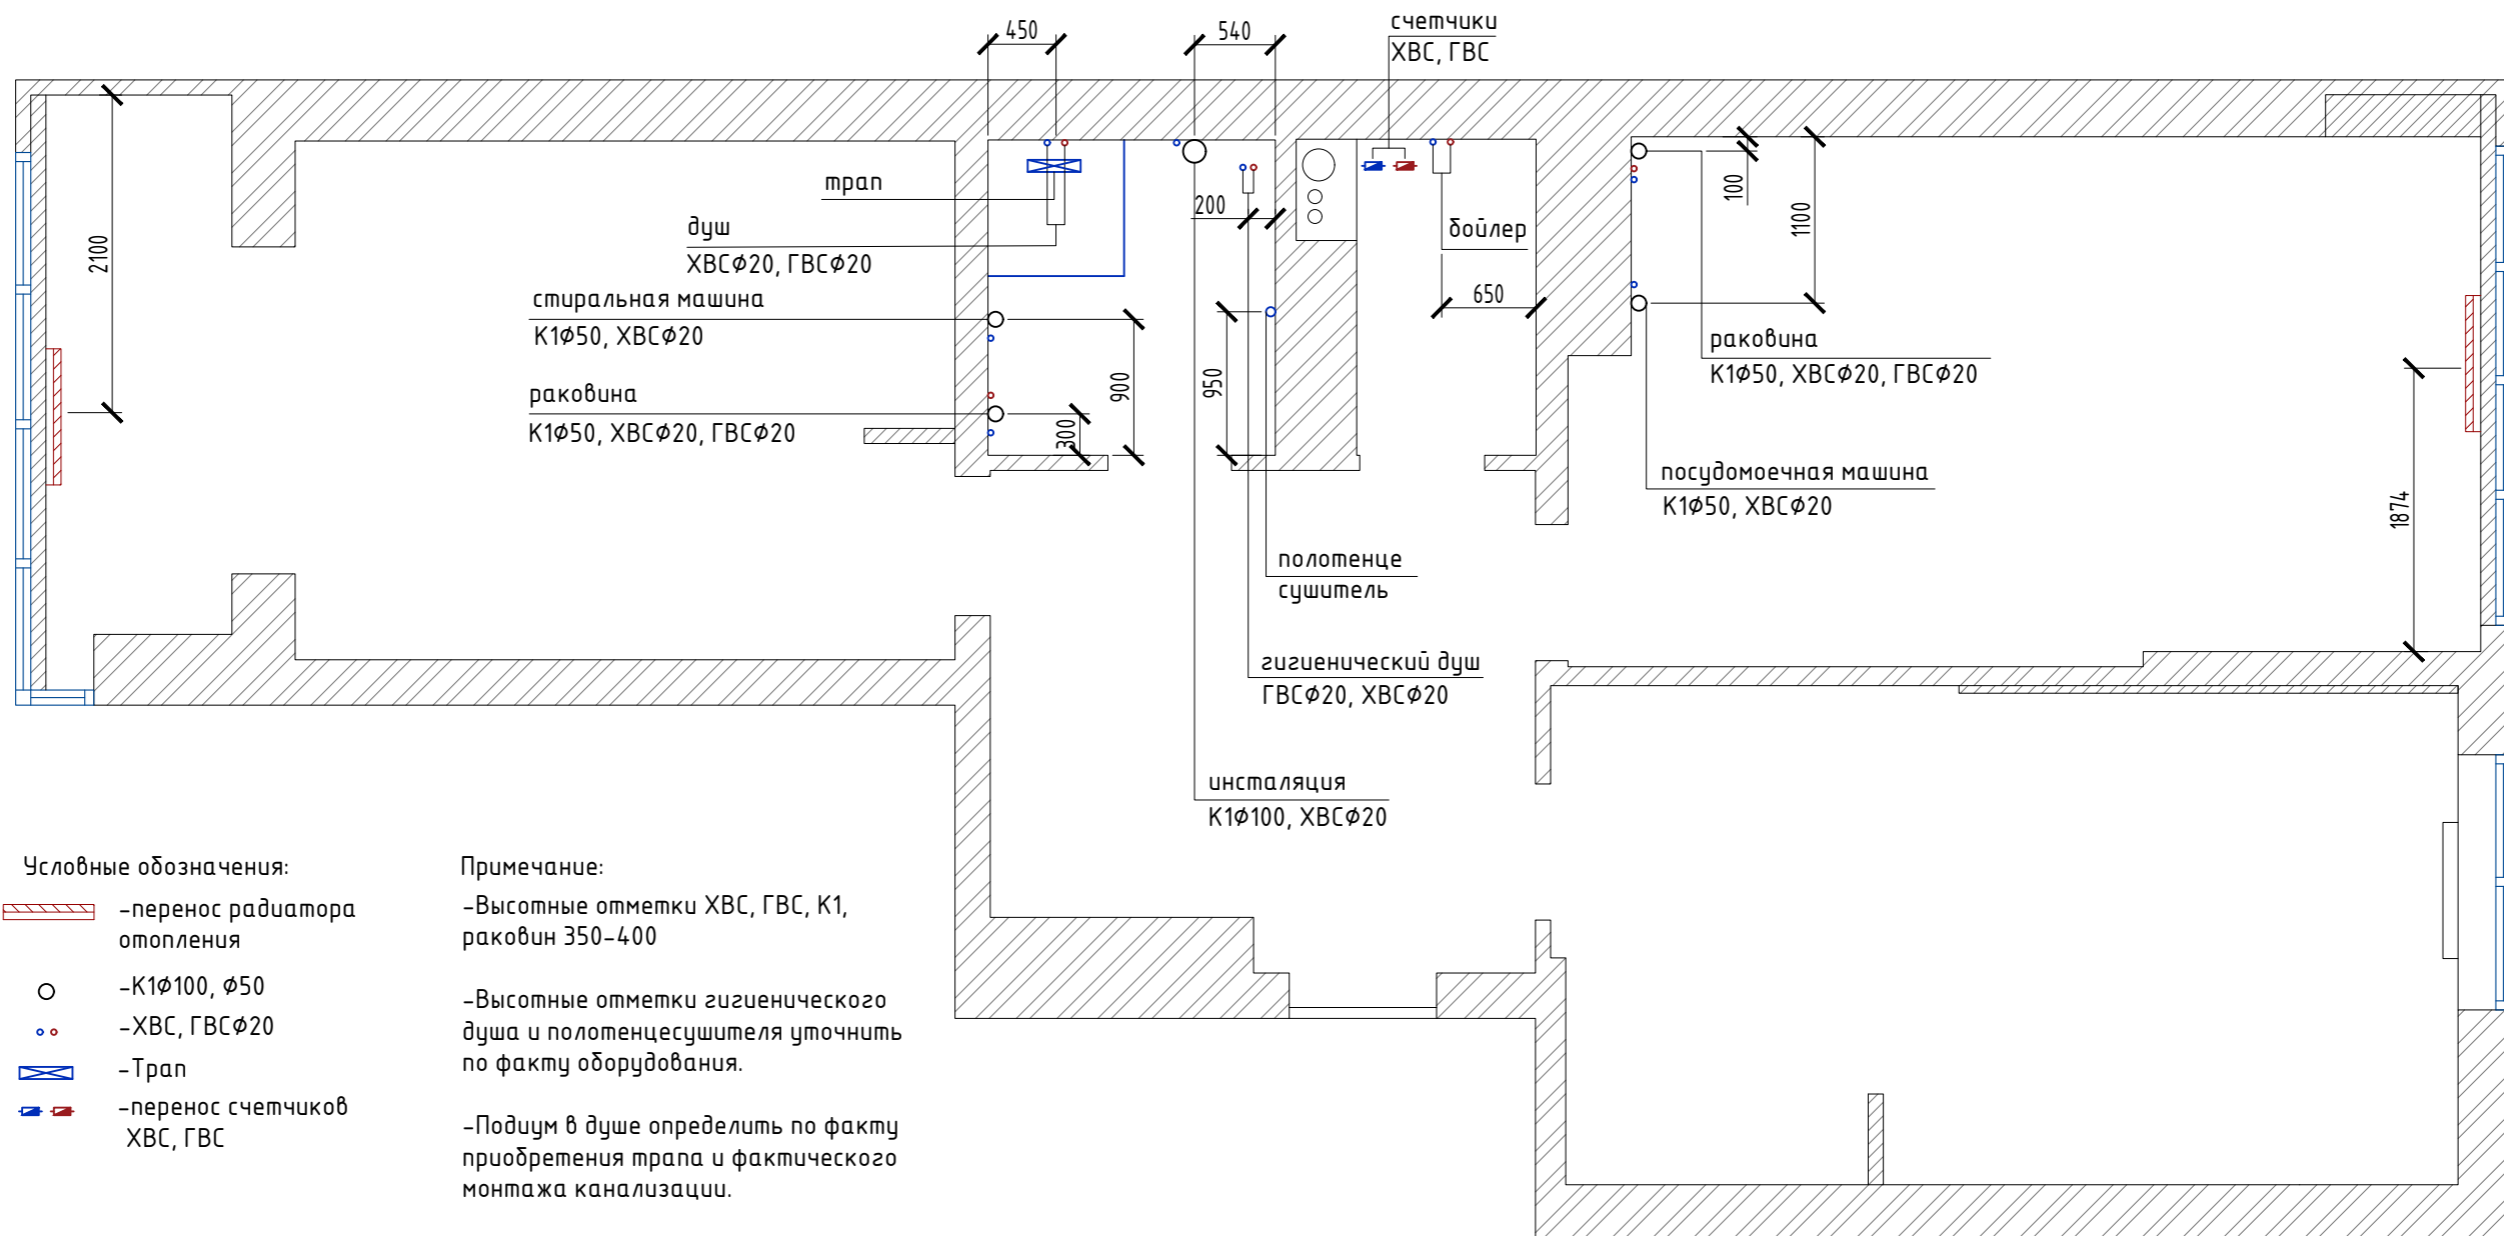 450
540
счетчики
ХВС, ГВС
трап
душ
ХВСФ20, ГВСФ20
200
бойлер
100
1100
2100
стиральная машина
К1Ф50, ХВСФ20
650
раковина
К1Ф50, ХВСФ20, ГВСФ20
900
950
раковина
К1Ф50, ХВСФ20, ГВСФ20
300
посудомоечная машина
К1Ф50, ХВСФ20
1874
полотенце
сушитель
гигиенический душ
ГВСФ20, ХВСФ20
инсталяция
К1Ф100, ХВСФ20
Условные обозначения:
-перенос радиатора
отопления
-К1Ф100, Ф50
-ХВС, ГВСФ20
-Трап
-перенос счетчиков
ХВС, ГВС
Примечание:
-Высотные отметки ХВС, ГВС, К1,
раковин 350-400
-Высотные отметки гигиенического
душа и полотенцесушителя уточнить
по факту оборудования.
-Подиум в душе определить по факту
приобретения трапа и фактического
монтажа канализации.